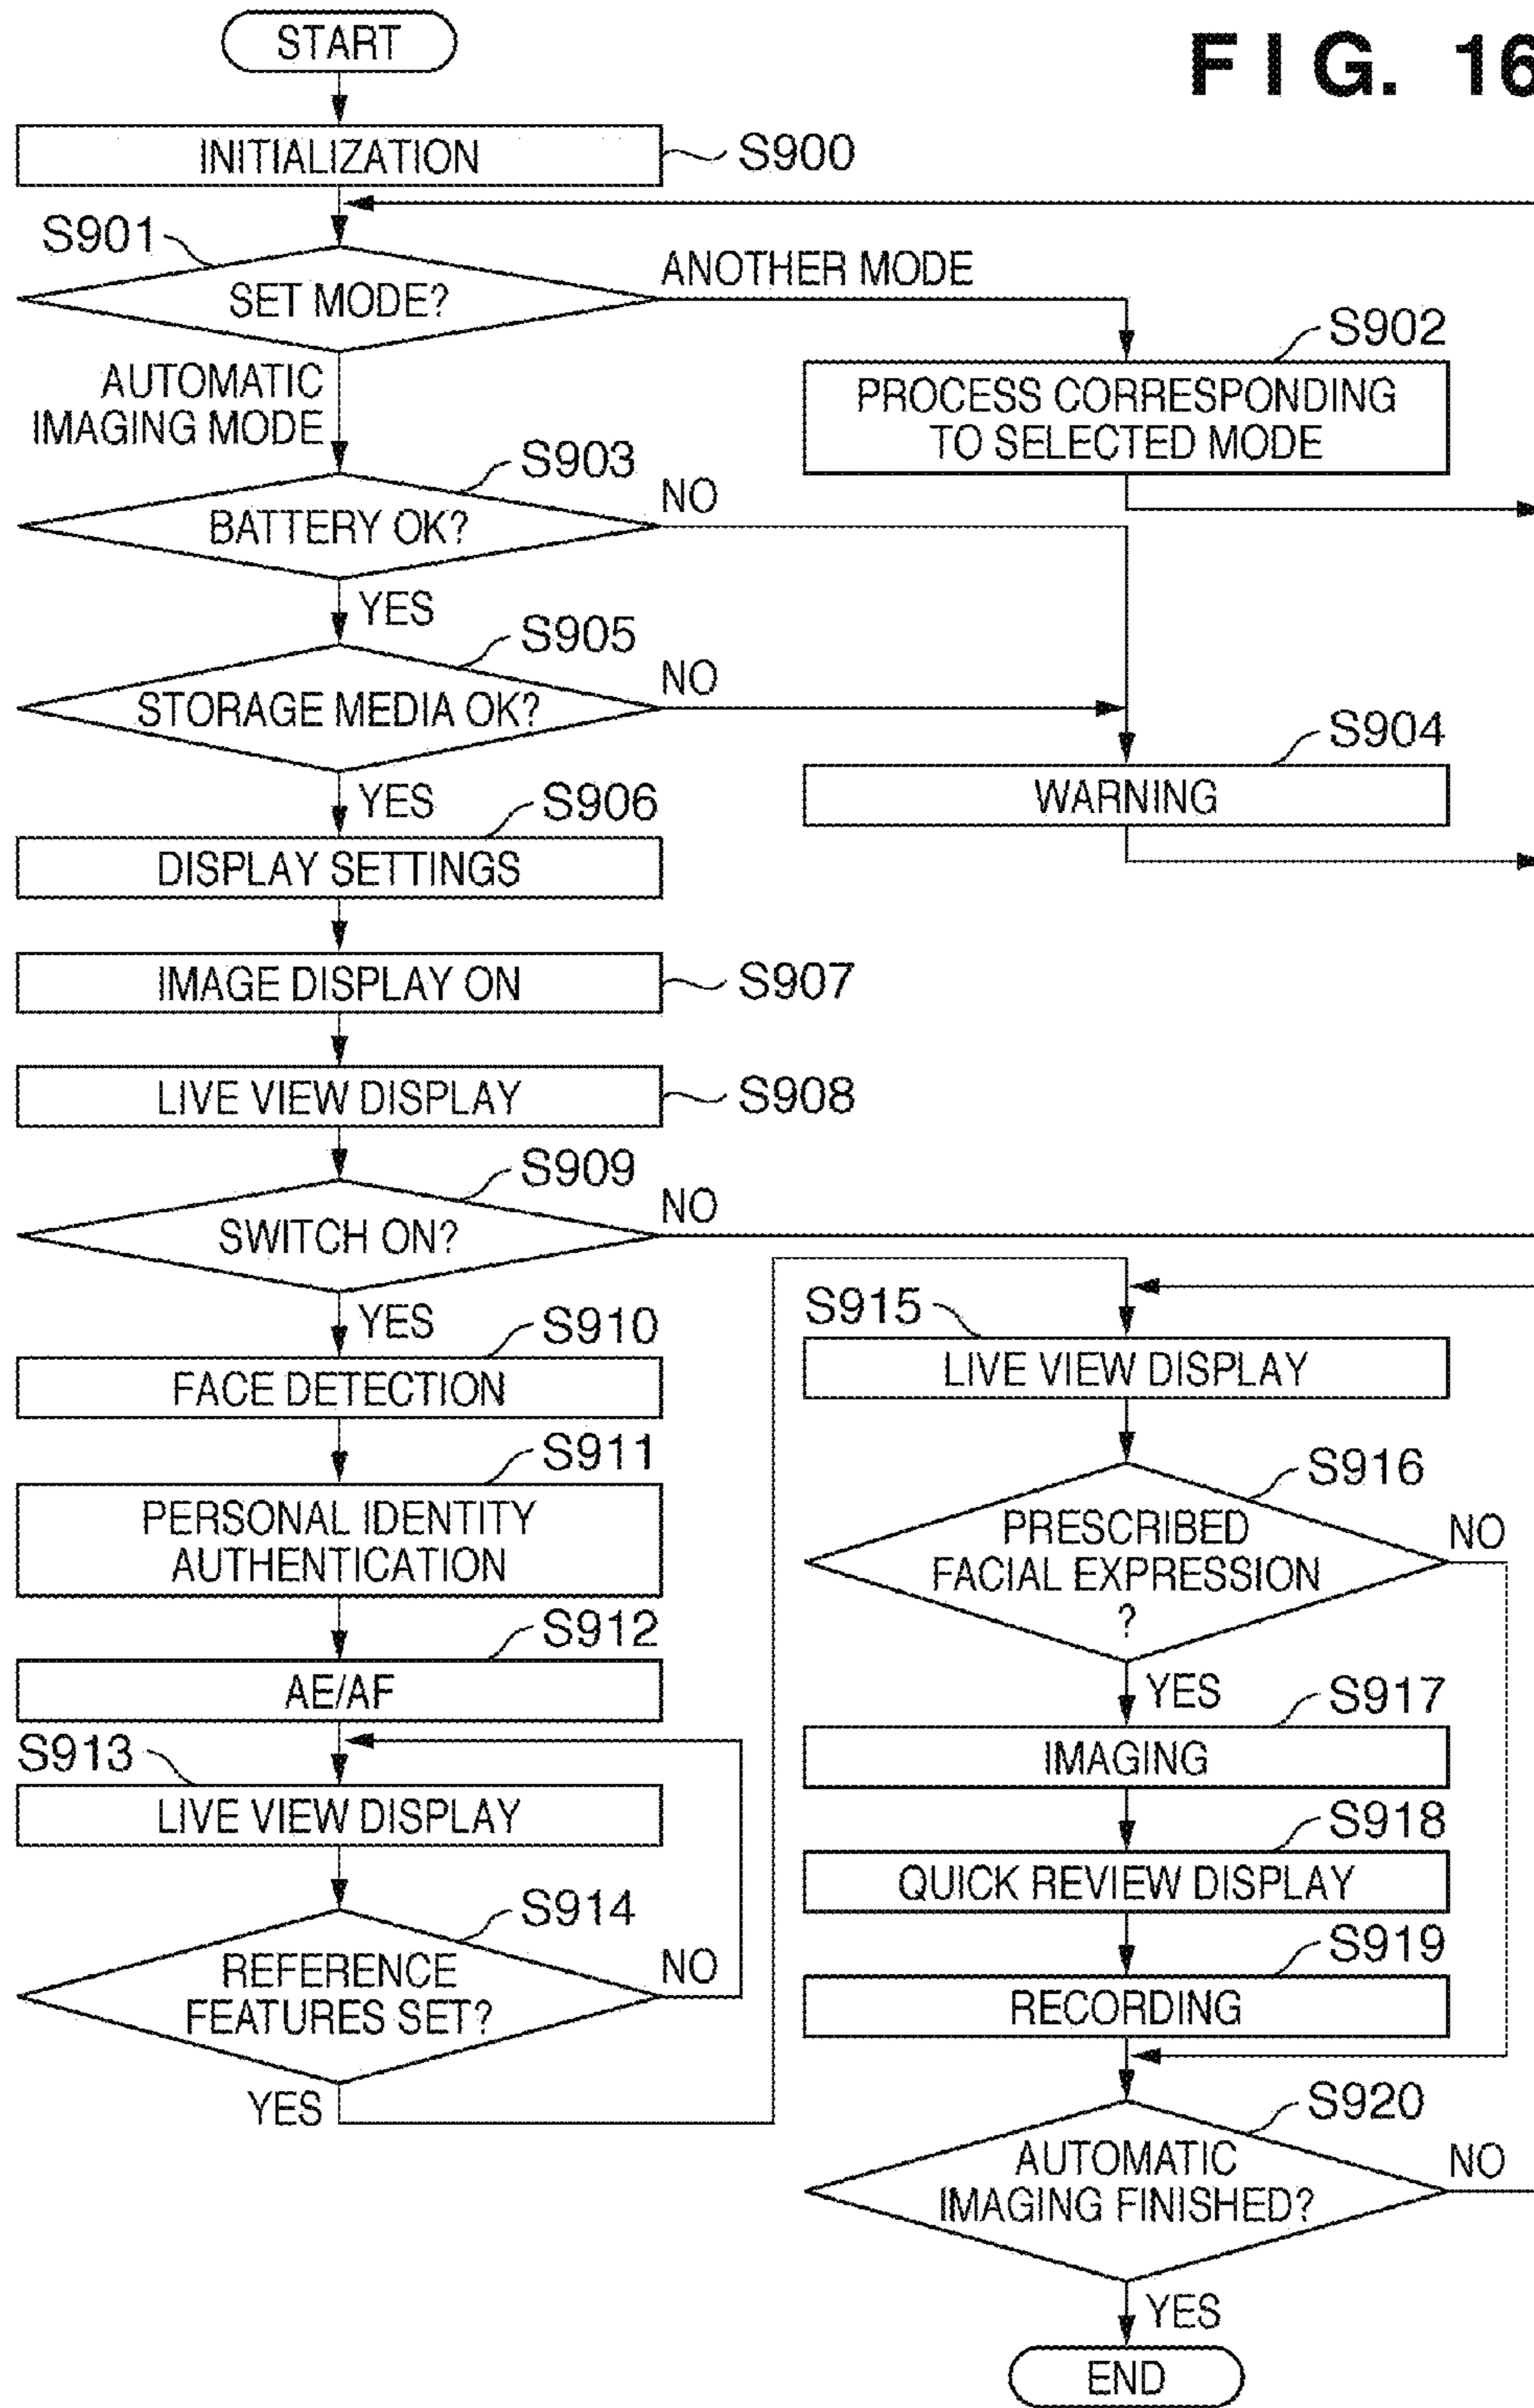 FIG. 16
START
INITIALIZATION
S900
S901
SET MODE?
ANOTHER MODE
S902
PROCESS CORRESPONDING
TO SELECTED MODE
AUTOMATIC
IMAGING MODE
S903
BATTERY OK?
NO
YES
S905
STORAGE MEDIA OK?
NO
S904
WARNING
YES
S906
DISPLAY SETTINGS
IMAGE DISPLAY ON
S907
LIVE VIEW DISPLAY
S908
S909
SWITCH ON?
NO
YES
S910
FACE DETECTION
S911
PERSONAL IDENTITY
AUTHENTICATION
S912
AE/AF
S913
LIVE VIEW DISPLAY
S914
REFERENCE
FEATURES SET?
NO
YES
S915
LIVE VIEW DISPLAY
S916
PRESCRIBED
FACIAL EXPRESSION
?
NO
YES
S917
IMAGING
S918
QUICK REVIEW DISPLAY
S919
RECORDING
S920
AUTOMATIC
IMAGING FINISHED?
NO
YES
END